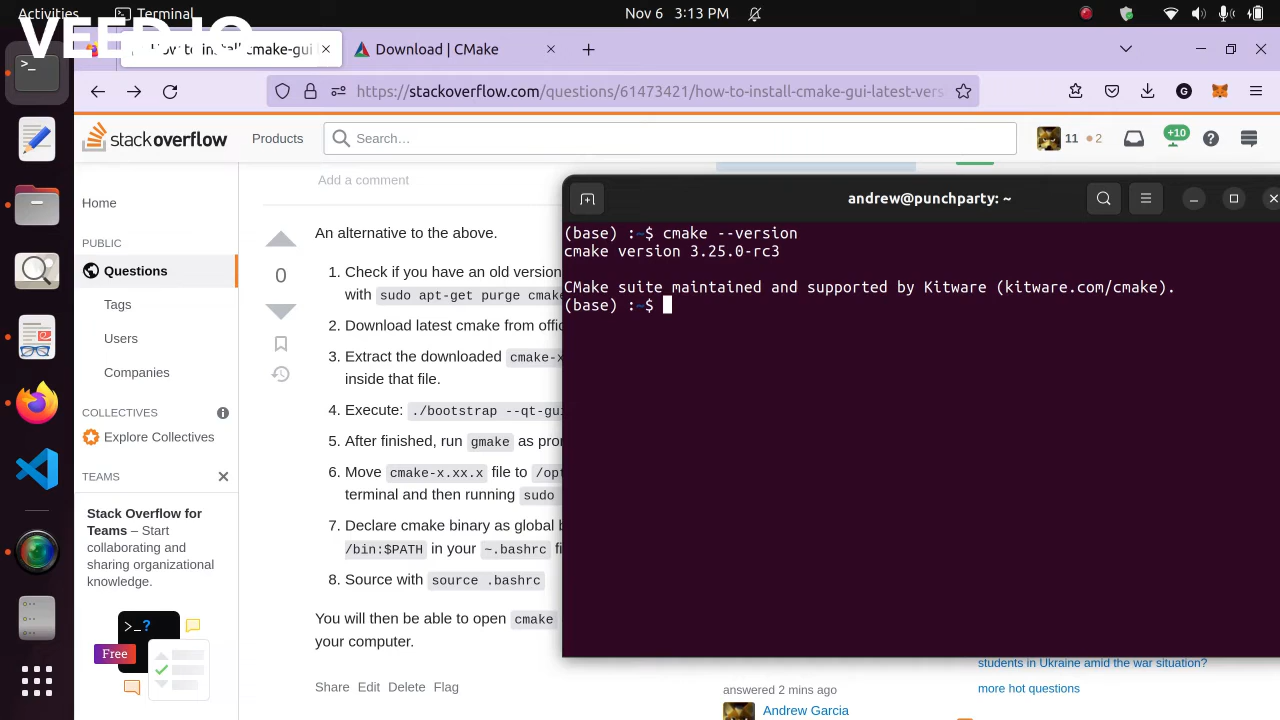 Activities
Terminal
Nov 6 3:13 PM
VEED.IO
How to install cmake-gui
Download | CMake
https://stackoverflow.com/questions/61473421/how-to-install-cmake-gui-latest-vers
G
stackoverflow
Products
Search…
11 2
+10
Home
PUBLIC
Questions
Tags
Users
Companies
COLLECTIVES
Explore Collectives
TEAMS
Stack Overflow for
Teams – Start
collaborating and
sharing organizational
knowledge.
>_?
Free
Add a comment
0
An alternative to the above.
1. Check if you have an old version
with sudo apt-get purge cmake
2. Download latest cmake from offic
3. Extract the downloaded cmake-x
inside that file.
4. Execute: ./bootstrap --qt-gui
5. After finished, run gmake as pro
6. Move cmake-x.xx.x file to /opt
terminal and then running sudo
7. Declare cmake binary as global b
/bin:$PATH in your ~.bashrc fi
8. Source with source .bashrc
You will then be able to open cmake
your computer.
Share Edit Delete Flag
answered 2 mins ago
Andrew Garcia
andrew@punchparty: ~
(base) :~$ cmake --version
cmake version 3.25.0-rc3
CMake suite maintained and supported by Kitware (kitware.com/cmake).
(base) :~$
students in Ukraine amid the war situation?
more hot questions